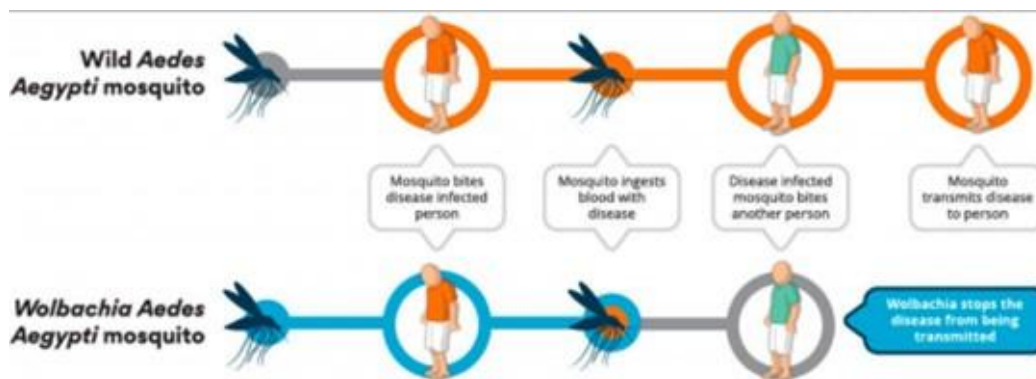 Wild Aedes
Aegypti mosquito
Mosquito bites
disease infected
person
Mosquito ingests
blood with
disease
Disease infected
mosquito bites
another person
Mosquito
transmits disease
to person
Wolbachia Aedes
Aegypti mosquito
Wolbachia stops the
disease from being
transmitted